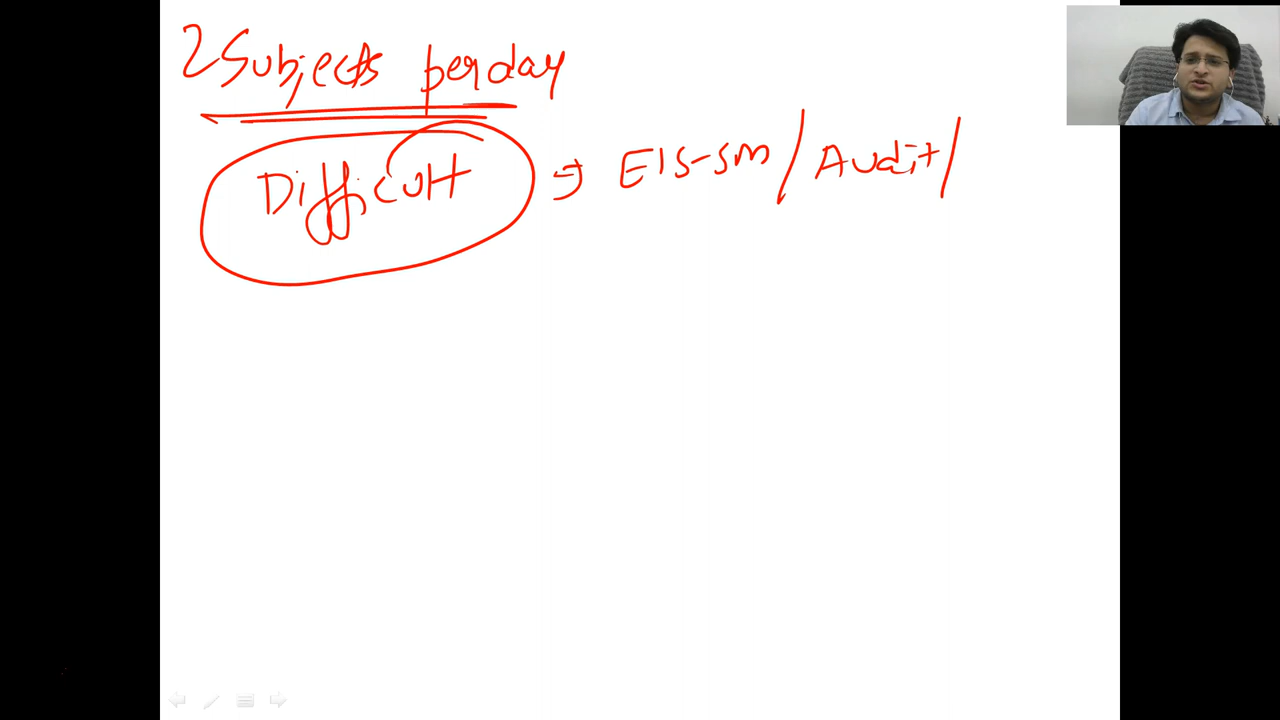 2 Subjects per day
Difficult → EIS-SM / Audit /